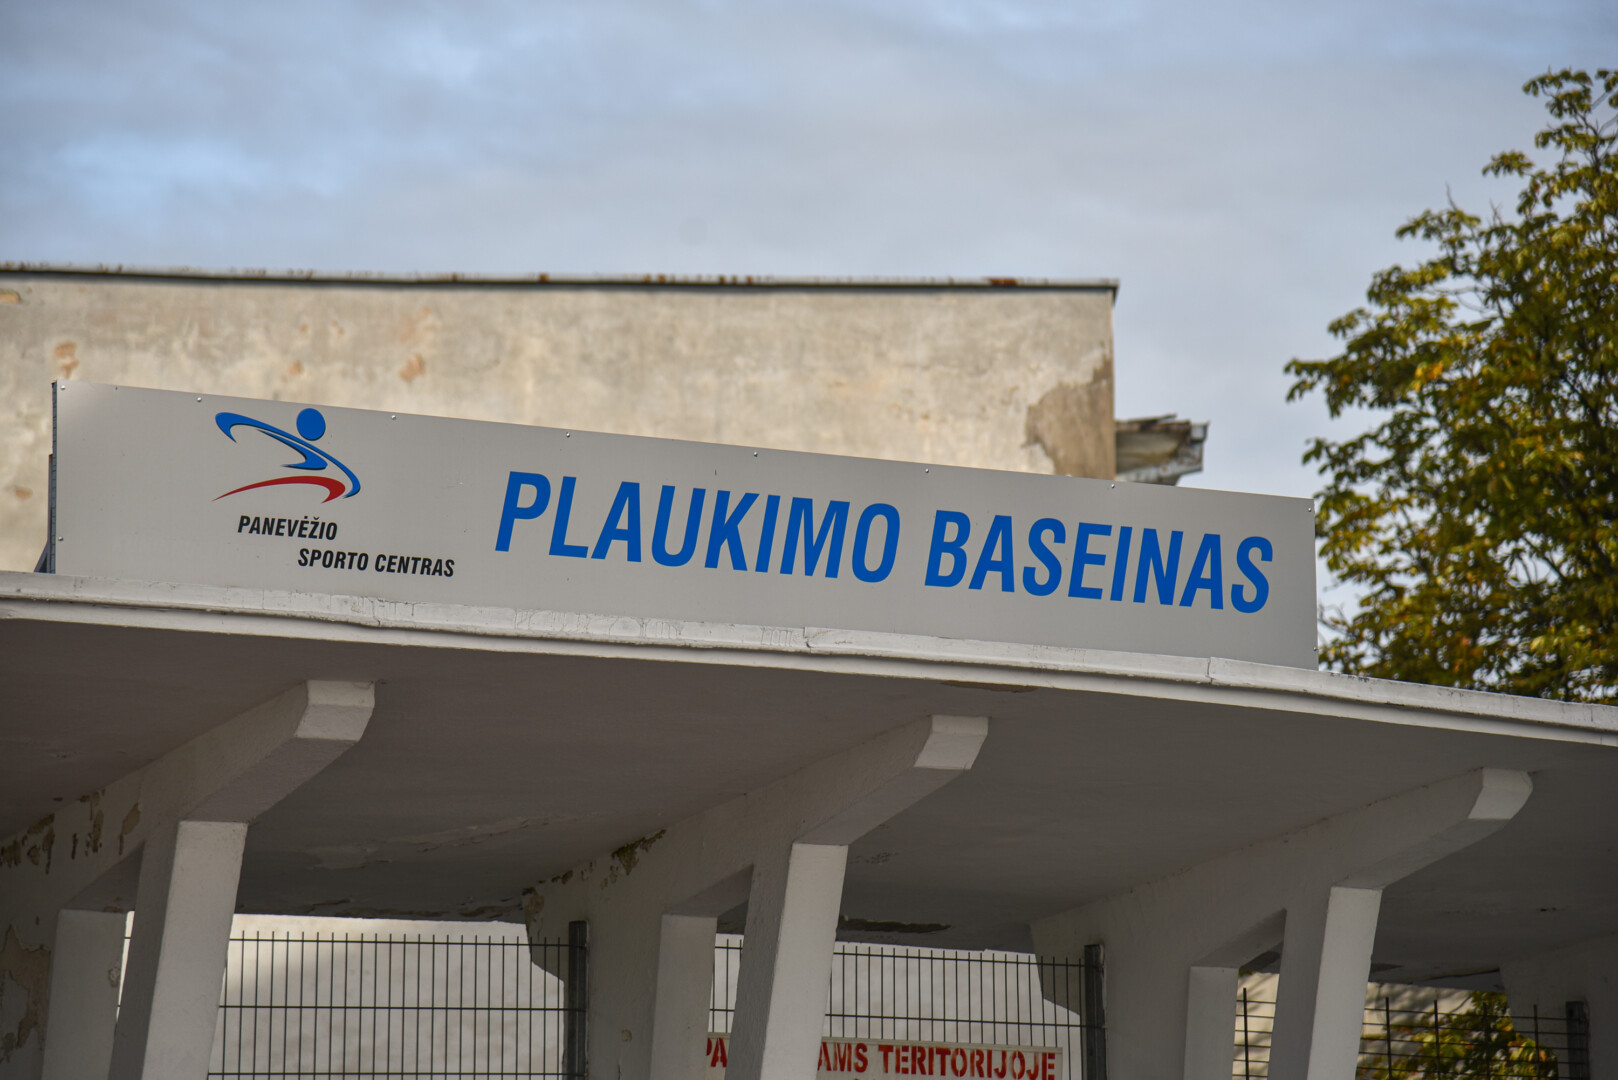 PANEVĖŽIO
SPORTO CENTRAS
PLAUKIMO BASEINAS
TERITORIJOJE